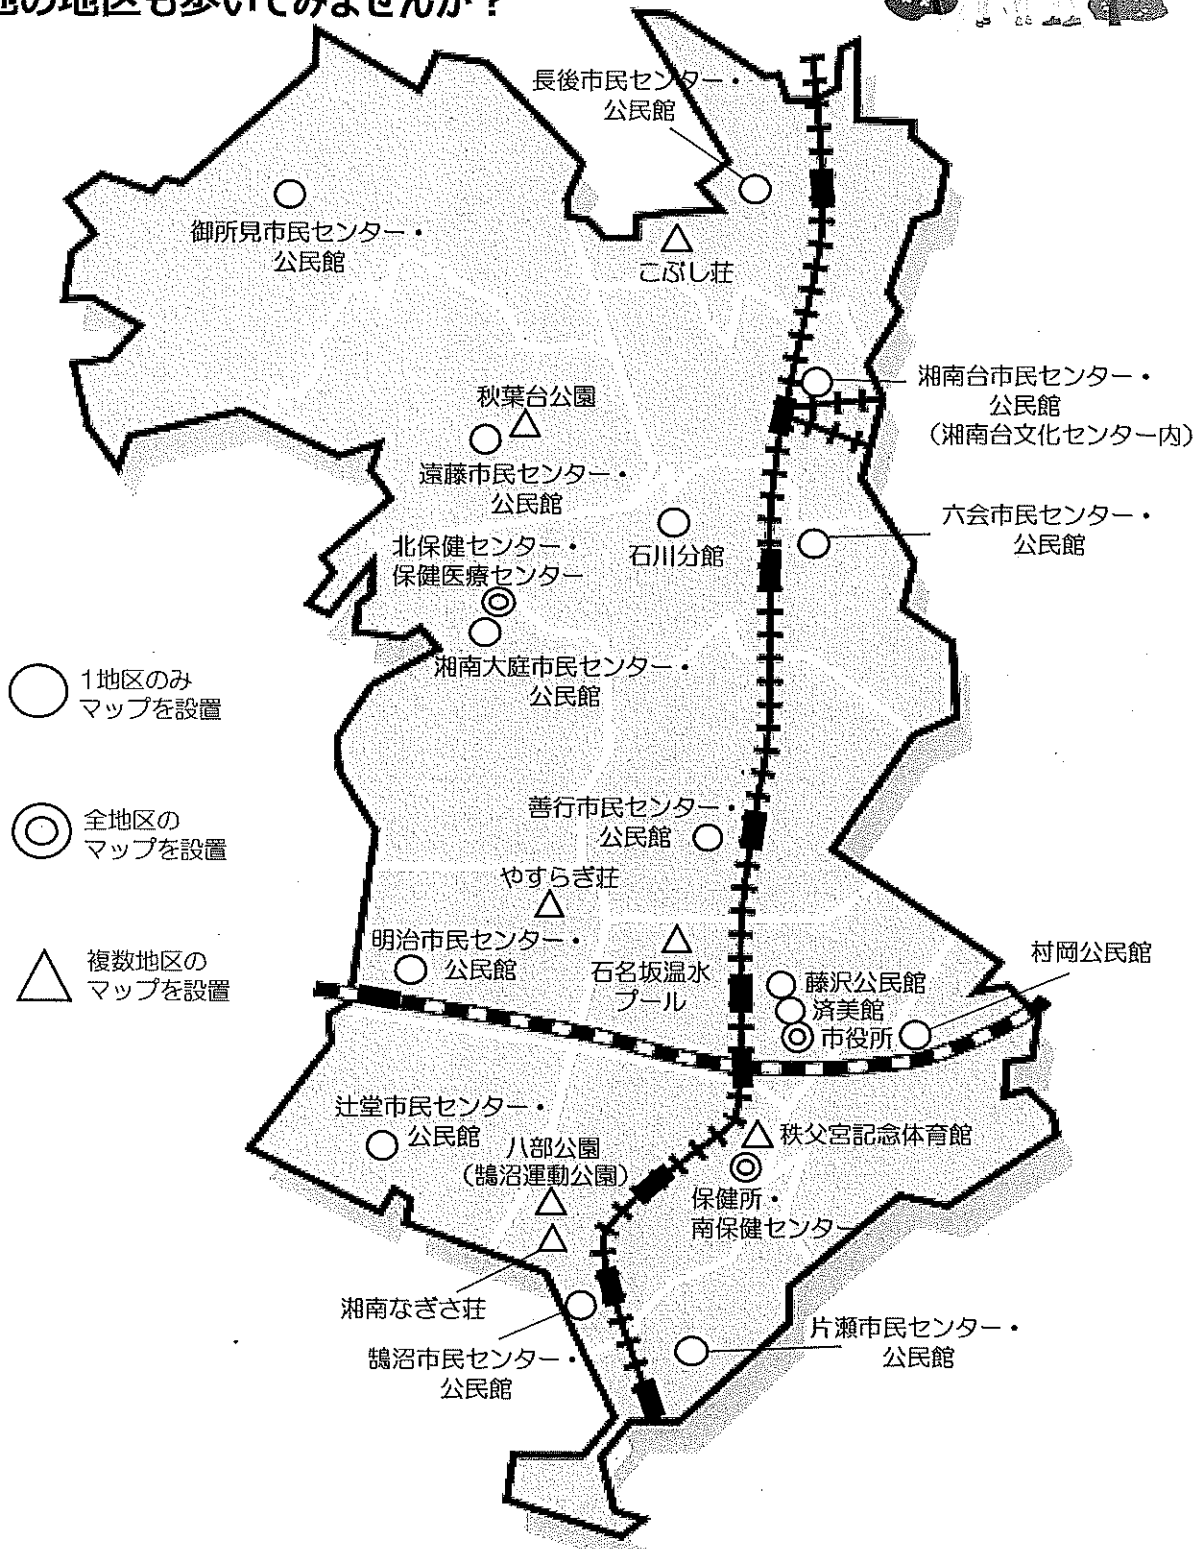 他の地区も歩いてみませんか？
長後市民センター・
公民館
御所見市民センター・
公民館
こぶし荘
湘南台市民センター・
公民館
（湘南台文化センター内）
秋葉台公園
遠藤市民センター・
公民館
六会市民センター・
公民館
石川分館
北保健センター・
保健医療センター
湘南大庭市民センター・
公民館
1地区のみ
マップを設置
全地区の
マップを設置
複数地区の
マップを設置
善行市民センター・
公民館
やすらぎ荘
明治市民センター・
公民館
石名坂温水
プール
村岡公民館
藤沢公民館
済美館
市役所
辻堂市民センター・
公民館
八部公園
（鵠沼運動公園）
秩父宮記念体育館
保健所・
南保健センター
湘南なぎさ荘
鵠沼市民センター・
公民館
片瀬市民センター・
公民館